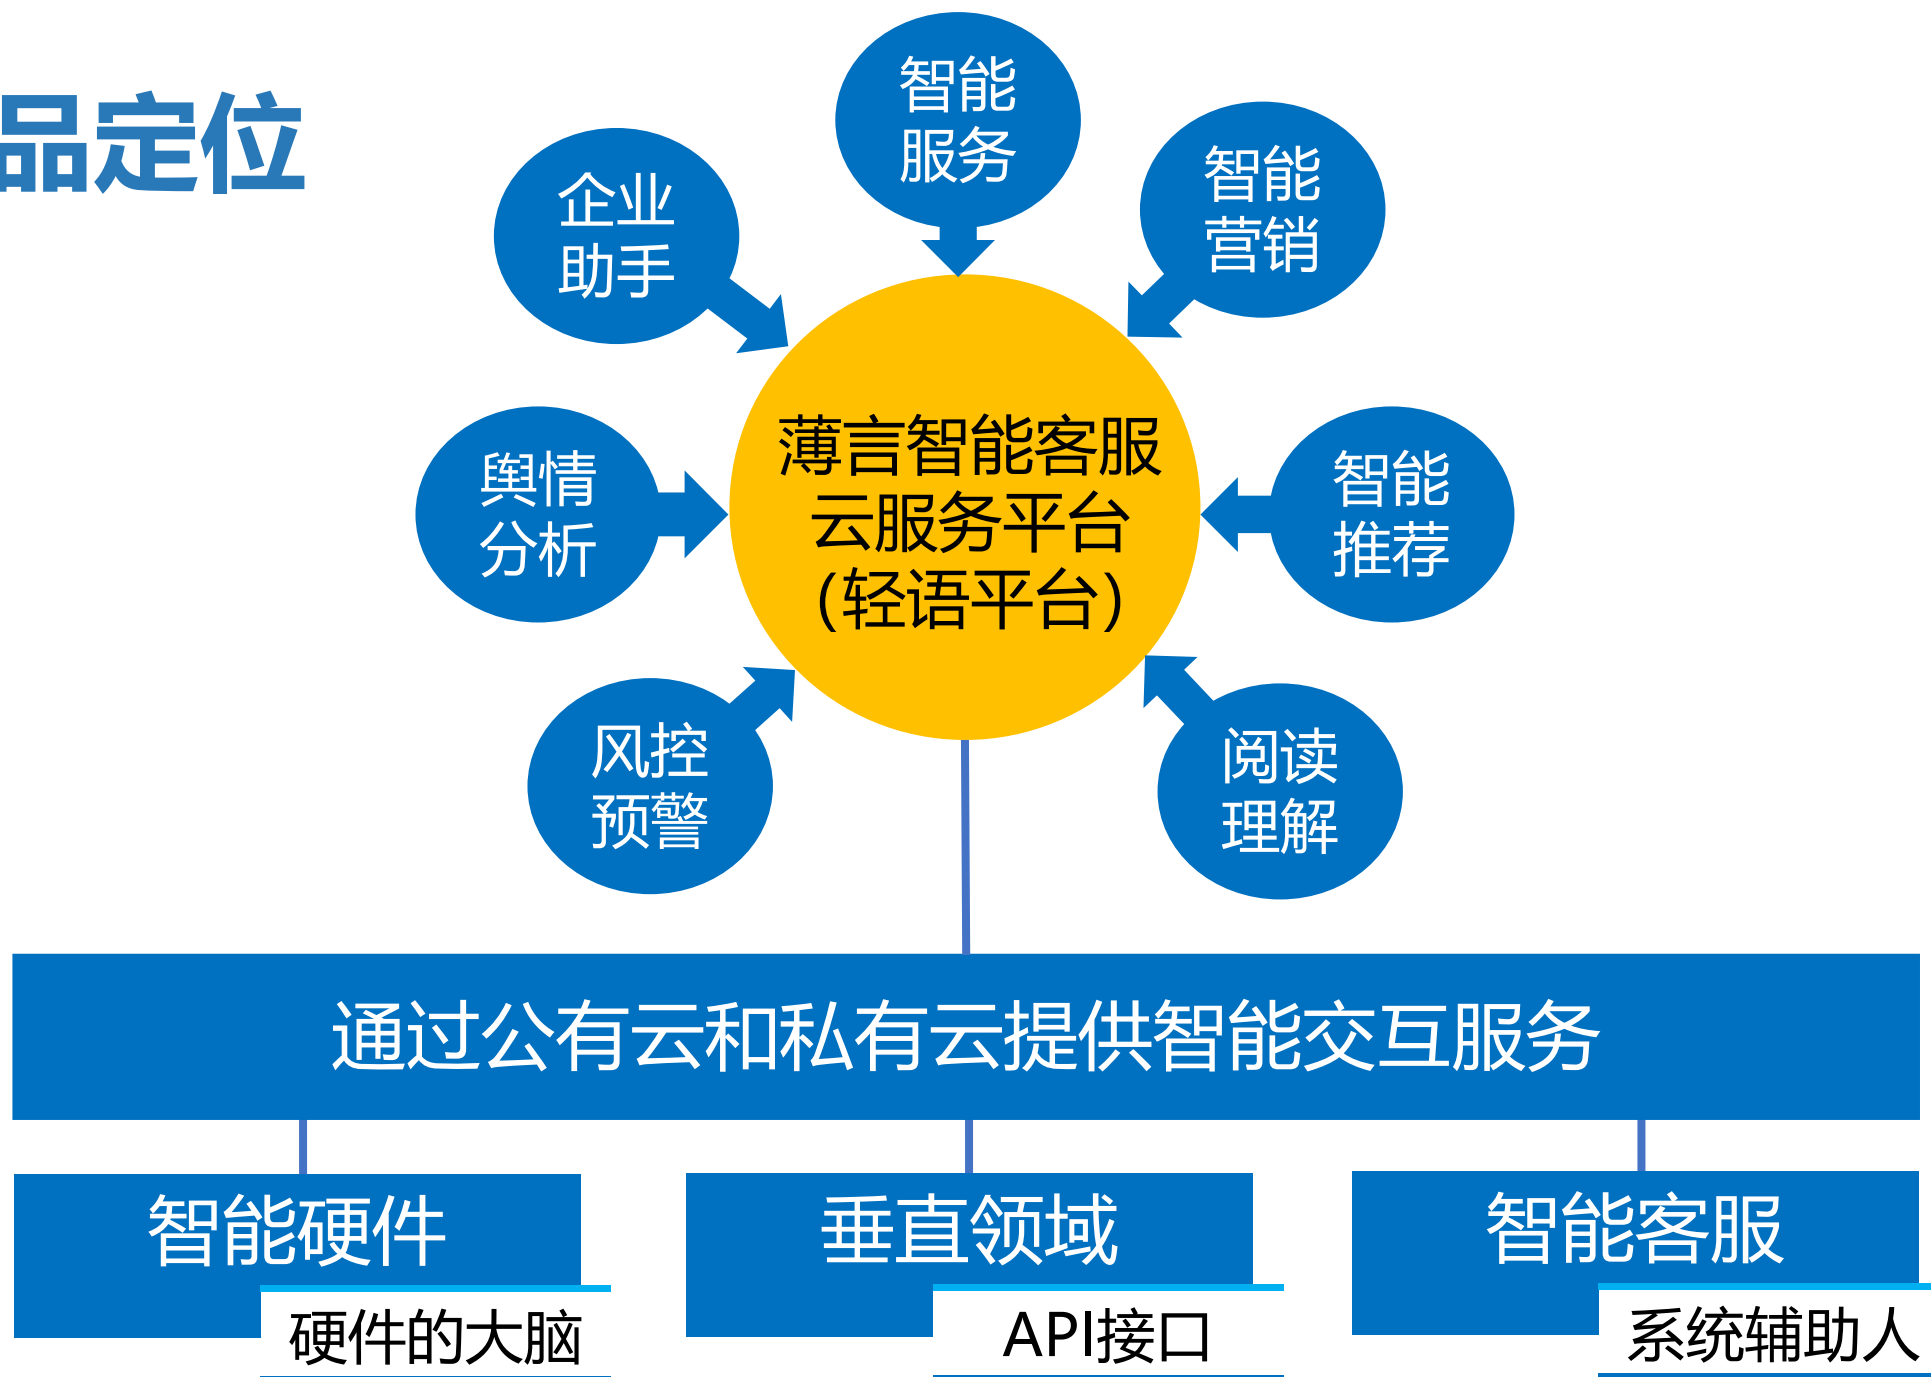 品定位
智能
服务
企业
助手
智能
营销
舆情
分析
薄言智能客服
云服务平台
(轻语平台)
智能
推荐
风控
预警
阅读
理解
通过公有云和私有云提供智能交互服务
智能硬件
硬件的大脑
垂直领域
API接口
智能客服
系统辅助人